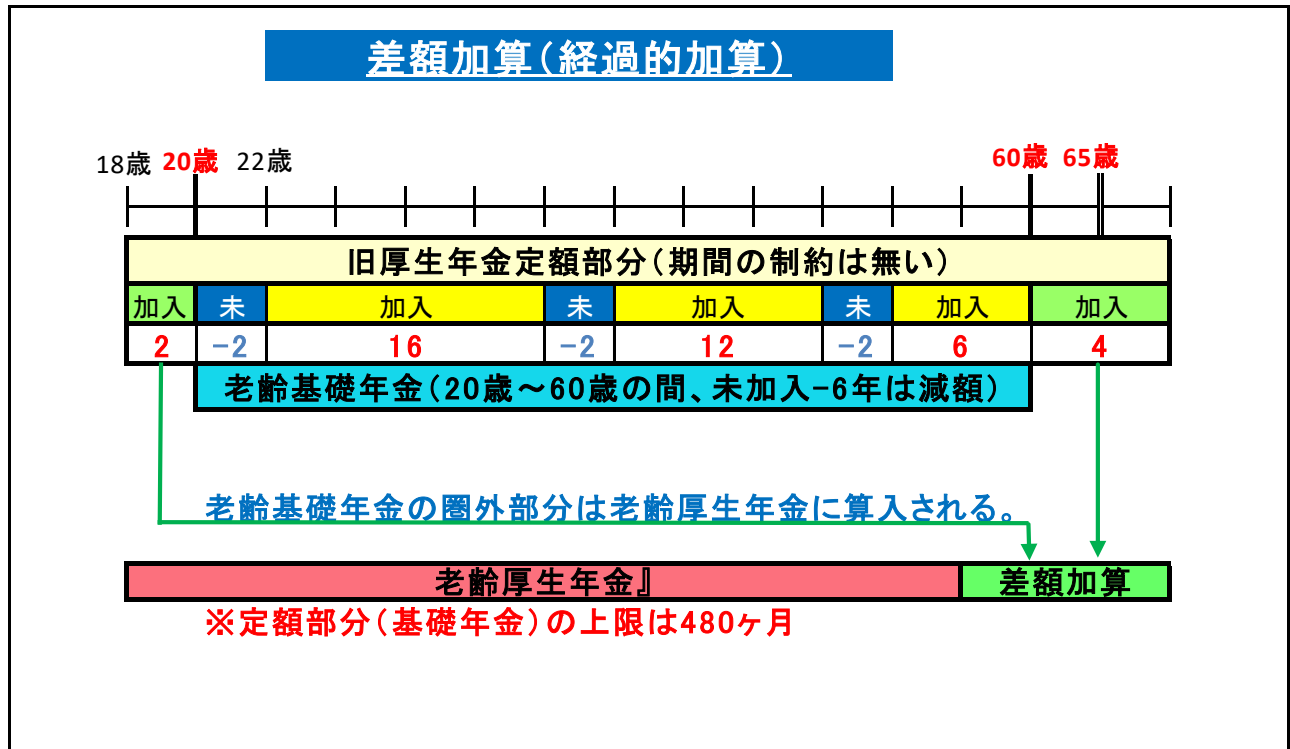 差額加算（経過的加算）
18歳 20歳 22歳 60歳 65歳
旧厚生年金定額部分（期間の制約は無い）
加入 未 加入 未 加入 未 加入 加入
2 －2 16 －2 12 －2 6 4
老齢基礎年金（20歳～60歳の間、未加入－6年は減額）
老齢基礎年金の圏外部分は老齢厚生年金に算入される。
老齢厚生年金』 差額加算
※定額部分（基礎年金）の上限は480ヶ月